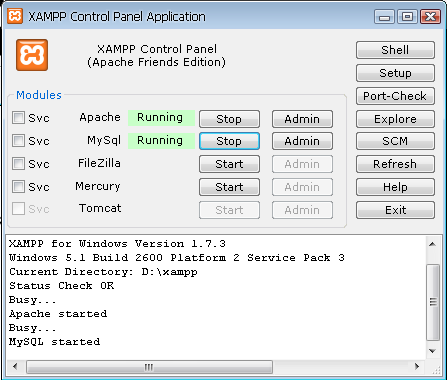 XAMPP Control Panel Application
XAMPP Control Panel
(Apache Friends Edition)
Shell
Setup
Port-Check
Explore
SCM
Refresh
Help
Exit
Modules
Svc Apache Running Stop Admin
Svc MySql Running Stop Admin
Svc FileZilla Start Admin
Svc Mercury Start Admin
Svc Tomcat Start Admin
XAMPP for Windows Version 1.7.3
Windows 5.1 Build 2600 Platform 2 Service Pack 3
Current Directory: D:\xampp
Status Check OK
Busy...
Apache started
Busy...
MySQL started